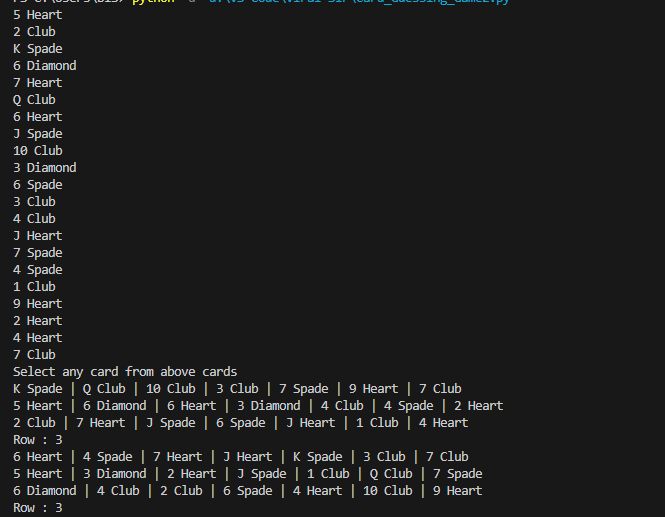 5 Heart
2 Club
K Spade
6 Diamond
7 Heart
Q Club
6 Heart
J Spade
10 Club
3 Diamond
6 Spade
3 Club
4 Club
J Heart
7 Spade
4 Spade
1 Club
9 Heart
2 Heart
4 Heart
7 Club
Select any card from above cards
K Spade | Q Club | 10 Club | 3 Club | 7 Spade | 9 Heart | 7 Club
5 Heart | 6 Diamond | 6 Heart | 3 Diamond | 4 Club | 4 Spade | 2 Heart
2 Club | 7 Heart | J Spade | 6 Spade | J Heart | 1 Club | 4 Heart
Row : 3
6 Heart | 4 Spade | 7 Heart | J Heart | K Spade | 3 Club | 7 Club
5 Heart | 3 Diamond | 2 Heart | J Spade | 1 Club | Q Club | 7 Spade
6 Diamond | 4 Club | 2 Club | 6 Spade | 4 Heart | 10 Club | 9 Heart
Row : 3